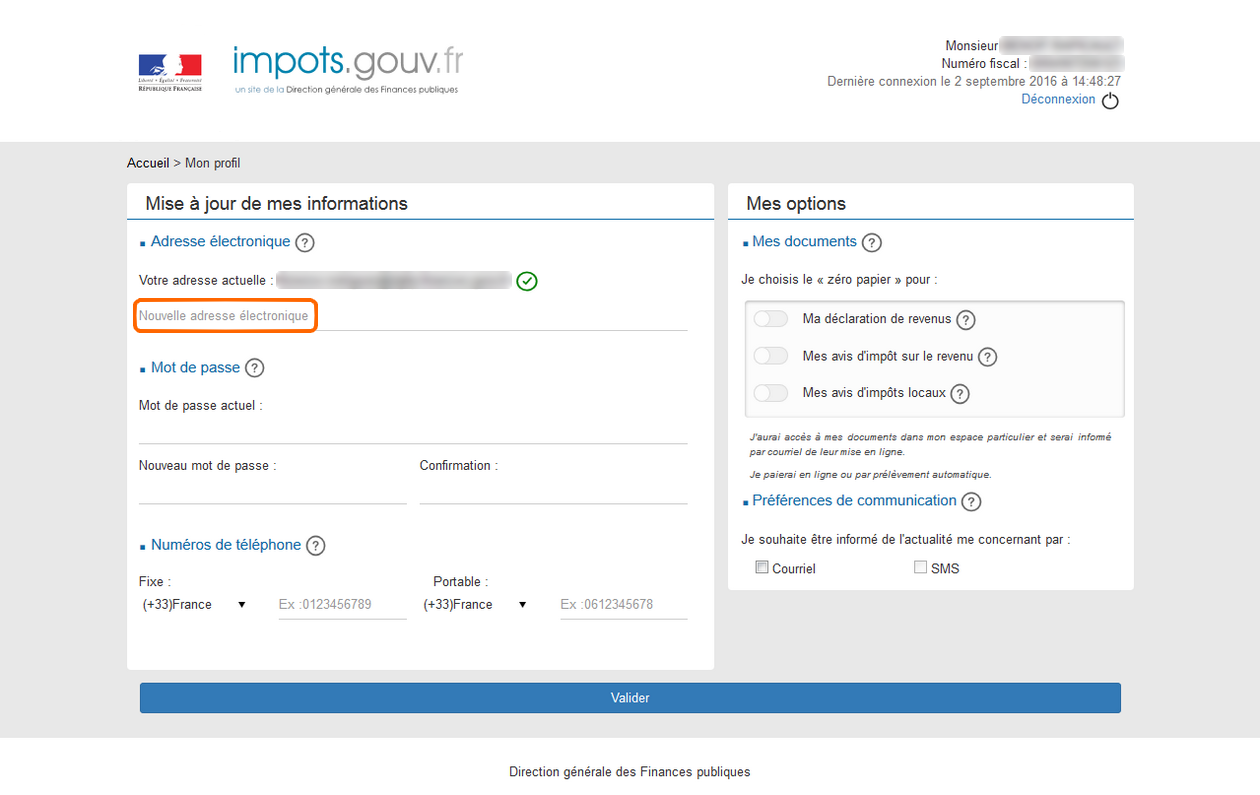 Liberté • Égalité • Fraternité
RÉPUBLIQUE FRANÇAISE
impots.gouv.fr
un site de la Direction générale des Finances publiques
Monsieur
Numéro fiscal :
Dernière connexion le 2 septembre 2016 à 14:48:27
Déconnexion
Accueil > Mon profil
Mise à jour de mes informations
Adresse électronique ?
Votre adresse actuelle :
Nouvelle adresse électronique
Mot de passe ?
Mot de passe actuel :
Nouveau mot de passe : Confirmation :
Numéros de téléphone ?
Fixe : Portable :
(+33)France Ex :0123456789 (+33)France Ex :0612345678
Mes options
Mes documents ?
Je choisis le « zéro papier » pour :
Ma déclaration de revenus ?
Mes avis d'impôt sur le revenu ?
Mes avis d'impôts locaux ?
J'aurai accès à mes documents dans mon espace particulier et serai informé
par courriel de leur mise en ligne.
Je paierai en ligne ou par prélèvement automatique.
Préférences de communication ?
Je souhaite être informé de l'actualité me concernant par :
Courriel SMS
Valider
Direction générale des Finances publiques